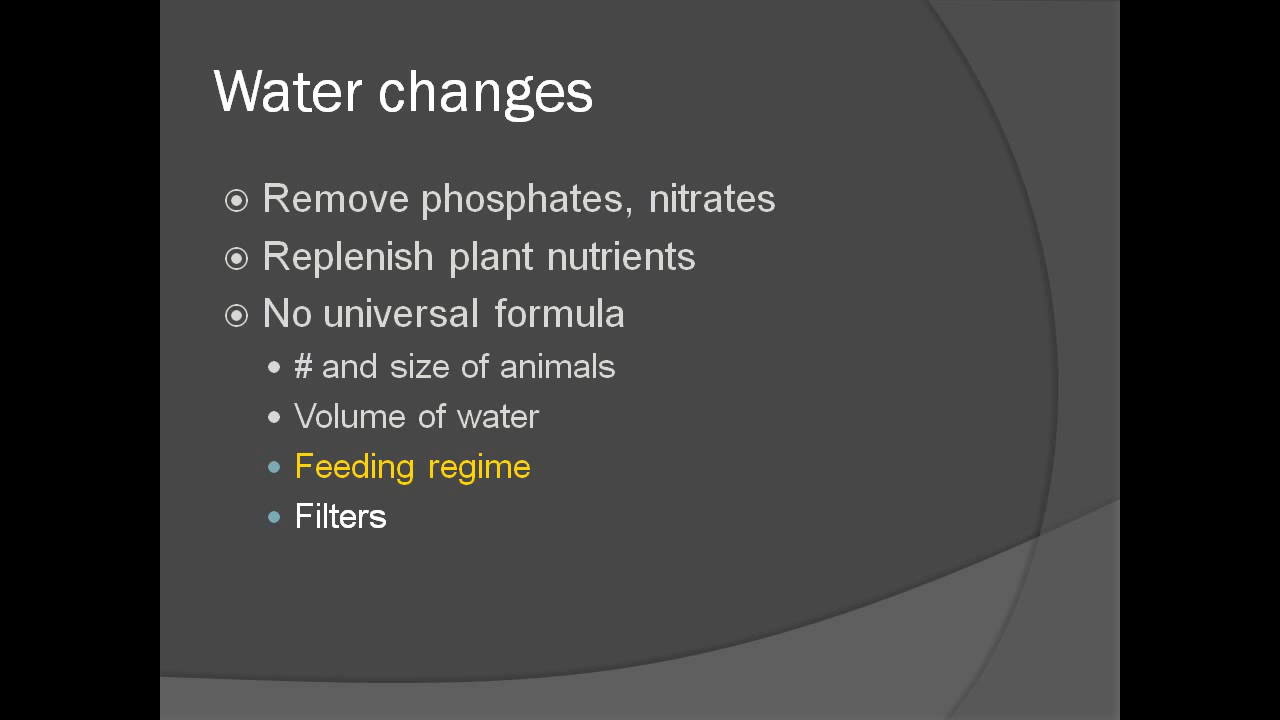 Water changes
Remove phosphates, nitrates
Replenish plant nutrients
No universal formula
# and size of animals
Volume of water
Feeding regime
Filters